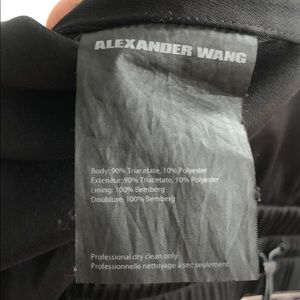 ALEXANDER WANG
Body: 90% Triacetate, 10% Polyester
Exterieur: 90% Triacetate, 10% Polyester
Lining: 100% Bemberg
Doublure: 100% Bemberg
Professional dry clean only
Professionnelle nettoyage a sec seulement.